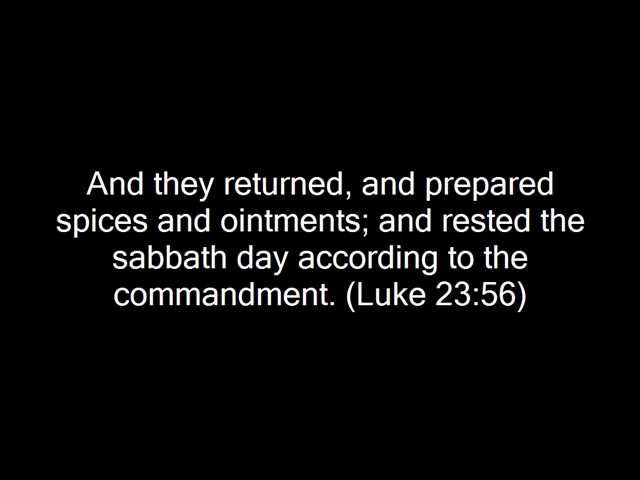 And they returned, and prepared
spices and ointments; and rested the
sabbath day according to the
commandment. (Luke 23:56)